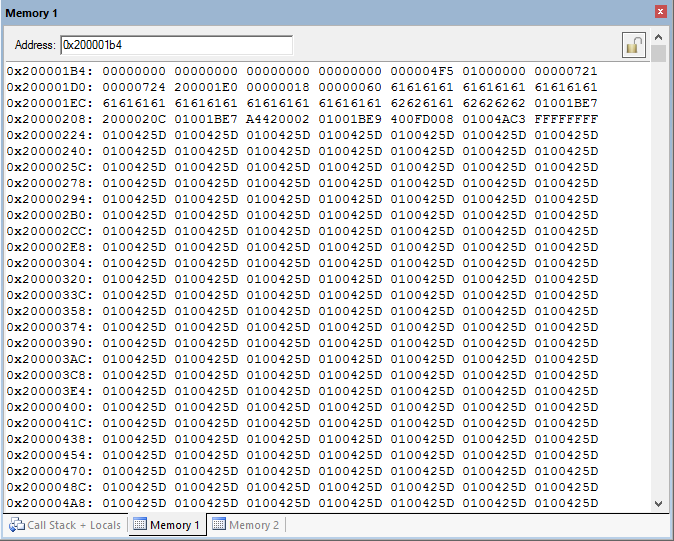 Memory 1
Address: 0x200001b4
0x200001B4: 00000000 00000000 00000000 00000000 000004F5 01000000 00000721
0x200001D0: 00000724 200001E0 00000018 00000060 61616161 61616161 61616161
0x200001EC: 61616161 61616161 61616161 61616161 62626161 62626262 01001BE7
0x20000208: 2000020C 01001BE7 A4420002 01001BE9 400FD008 01004AC3 FFFFFFFF
0x20000224: 0100425D 0100425D 0100425D 0100425D 0100425D 0100425D 0100425D
0x20000240: 0100425D 0100425D 0100425D 0100425D 0100425D 0100425D 0100425D
0x2000025C: 0100425D 0100425D 0100425D 0100425D 0100425D 0100425D 0100425D
0x20000278: 0100425D 0100425D 0100425D 0100425D 0100425D 0100425D 0100425D
0x20000294: 0100425D 0100425D 0100425D 0100425D 0100425D 0100425D 0100425D
0x200002B0: 0100425D 0100425D 0100425D 0100425D 0100425D 0100425D 0100425D
0x200002CC: 0100425D 0100425D 0100425D 0100425D 0100425D 0100425D 0100425D
0x200002E8: 0100425D 0100425D 0100425D 0100425D 0100425D 0100425D 0100425D
0x20000304: 0100425D 0100425D 0100425D 0100425D 0100425D 0100425D 0100425D
0x20000320: 0100425D 0100425D 0100425D 0100425D 0100425D 0100425D 0100425D
0x2000033C: 0100425D 0100425D 0100425D 0100425D 0100425D 0100425D 0100425D
0x20000358: 0100425D 0100425D 0100425D 0100425D 0100425D 0100425D 0100425D
0x20000374: 0100425D 0100425D 0100425D 0100425D 0100425D 0100425D 0100425D
0x20000390: 0100425D 0100425D 0100425D 0100425D 0100425D 0100425D 0100425D
0x200003AC: 0100425D 0100425D 0100425D 0100425D 0100425D 0100425D 0100425D
0x200003C8: 0100425D 0100425D 0100425D 0100425D 0100425D 0100425D 0100425D
0x200003E4: 0100425D 0100425D 0100425D 0100425D 0100425D 0100425D 0100425D
0x20000400: 0100425D 0100425D 0100425D 0100425D 0100425D 0100425D 0100425D
0x2000041C: 0100425D 0100425D 0100425D 0100425D 0100425D 0100425D 0100425D
0x20000438: 0100425D 0100425D 0100425D 0100425D 0100425D 0100425D 0100425D
0x20000454: 0100425D 0100425D 0100425D 0100425D 0100425D 0100425D 0100425D
0x20000470: 0100425D 0100425D 0100425D 0100425D 0100425D 0100425D 0100425D
0x2000048C: 0100425D 0100425D 0100425D 0100425D 0100425D 0100425D 0100425D
0x200004A8: 0100425D 0100425D 0100425D 0100425D 0100425D 0100425D 0100425D
Call Stack + Locals Memory 1 Memory 2